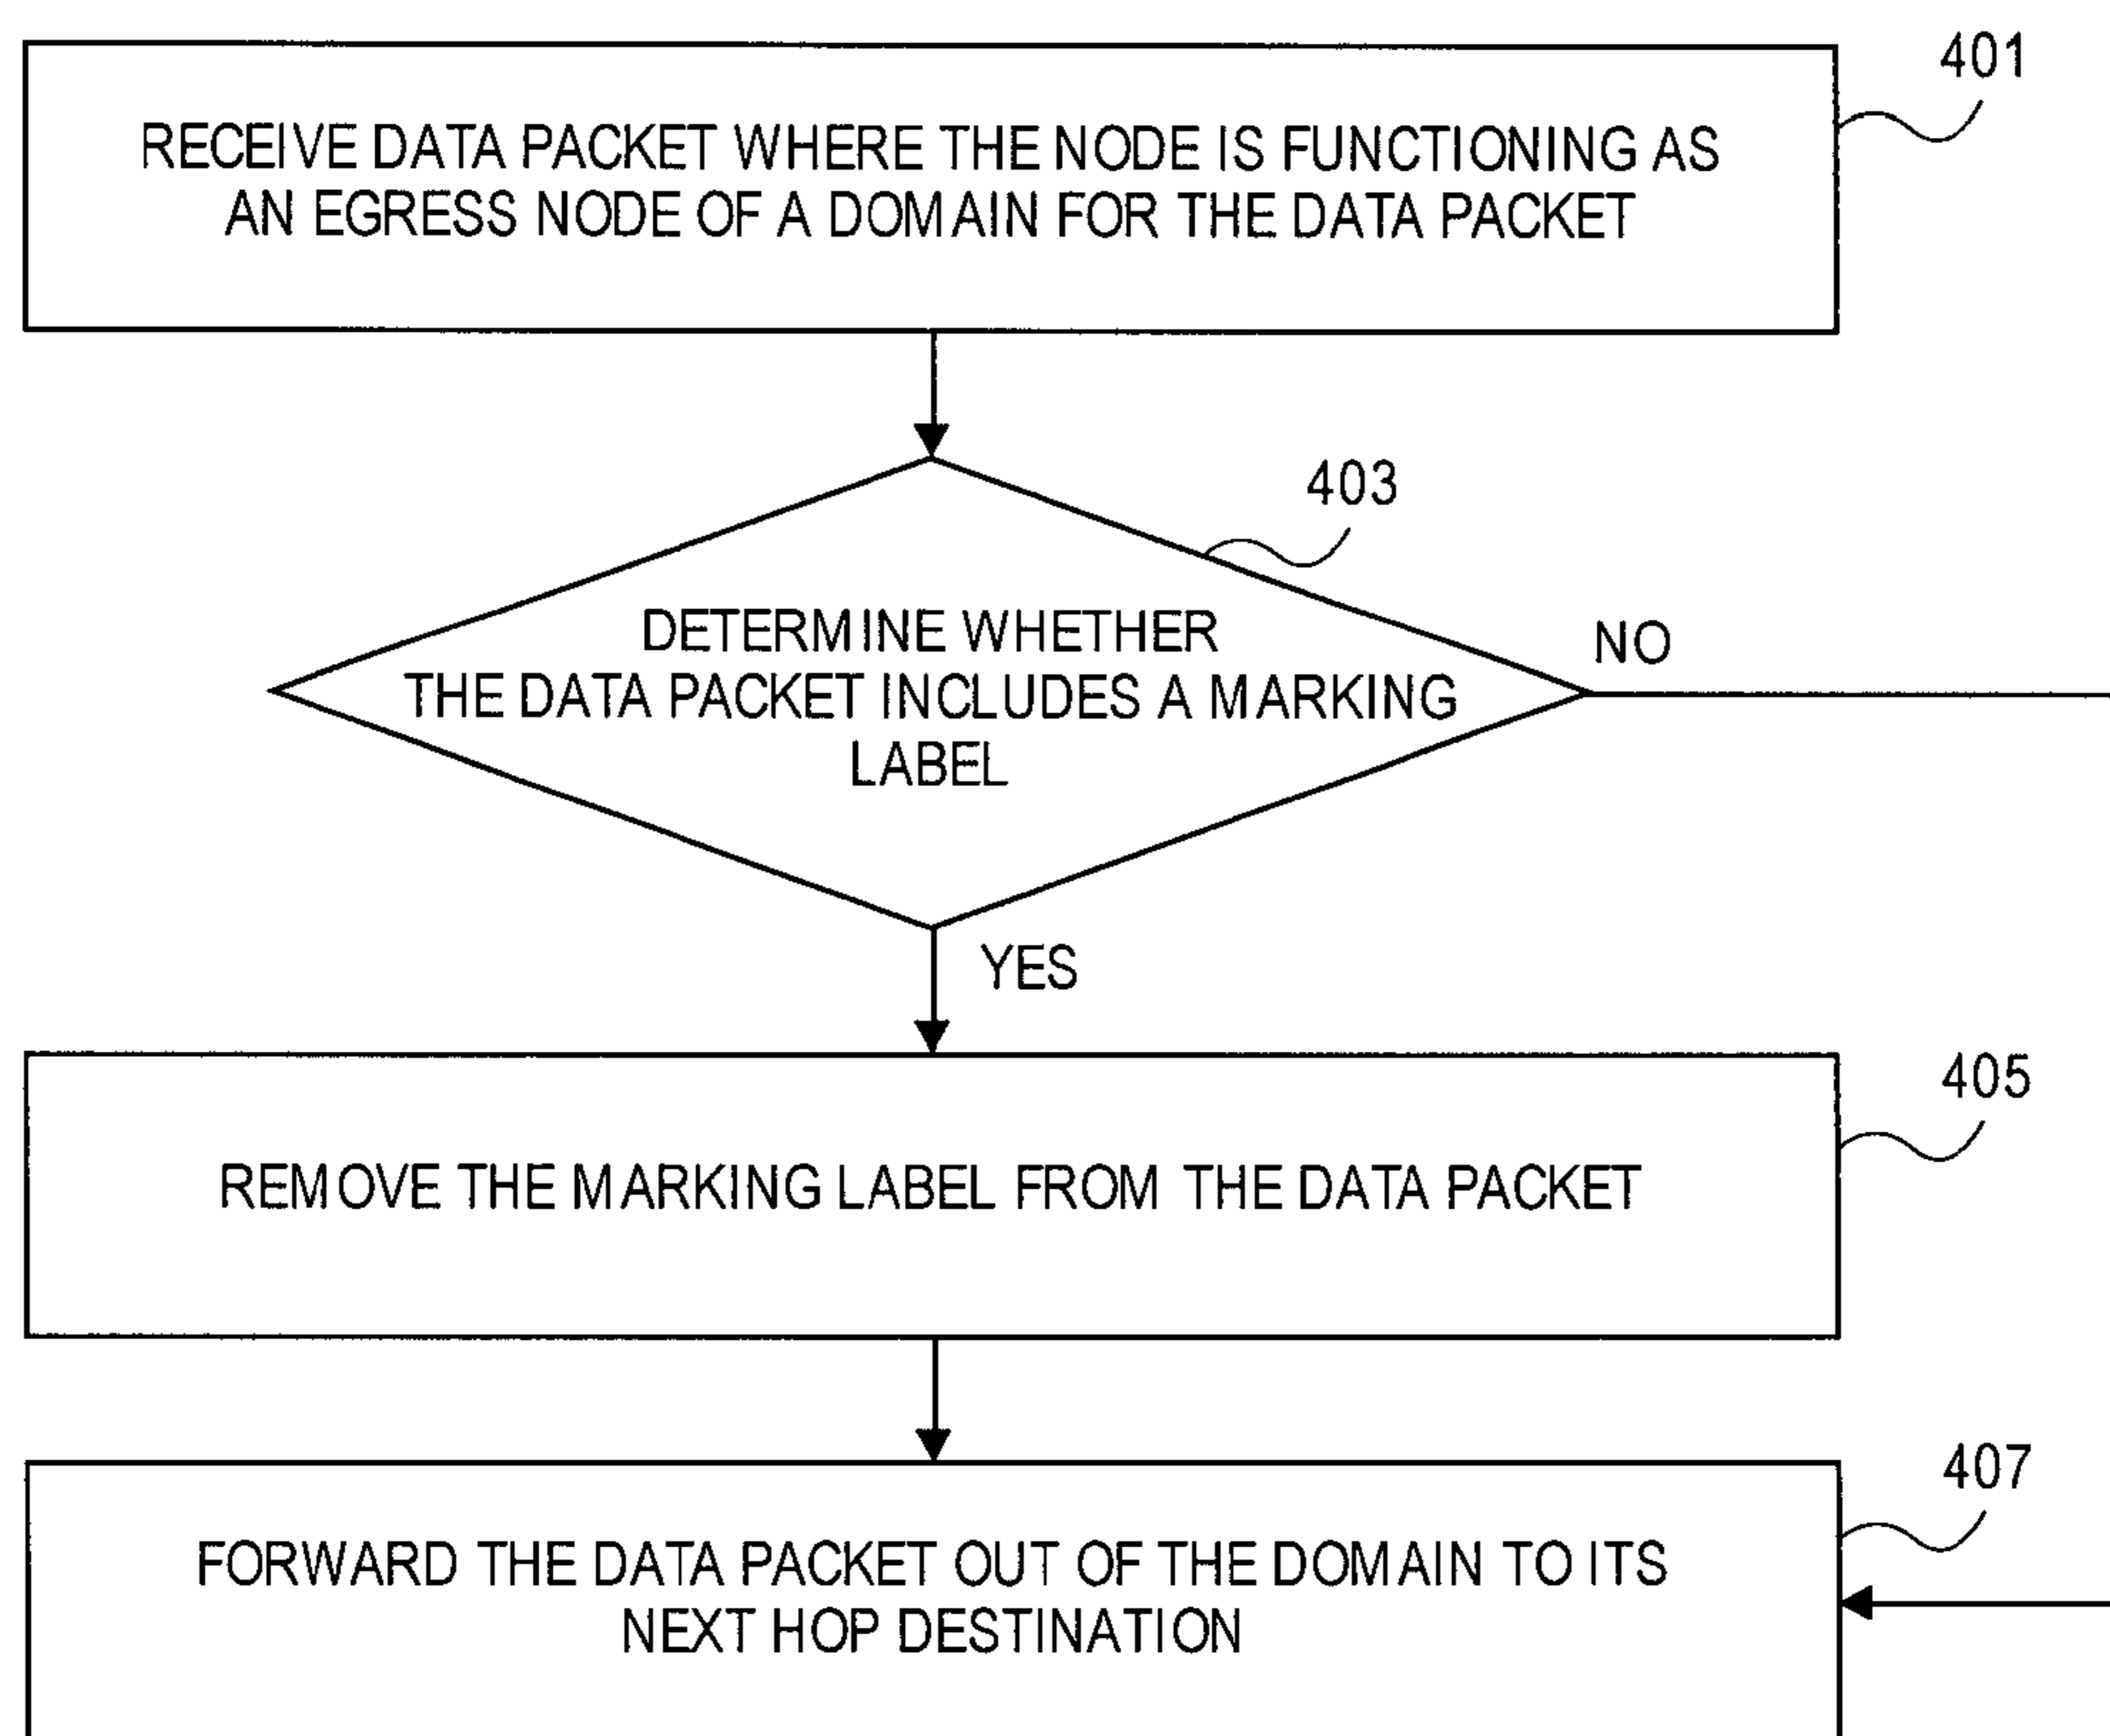 401
RECEIVE DATA PACKET WHERE THE NODE IS FUNCTIONING AS
AN EGRESS NODE OF A DOMAIN FOR THE DATA PACKET
403
DETERMINE WHETHER
THE DATA PACKET INCLUDES A MARKING
LABEL
NO
YES
405
REMOVE THE MARKING LABEL FROM THE DATA PACKET
407
FORWARD THE DATA PACKET OUT OF THE DOMAIN TO ITS
NEXT HOP DESTINATION